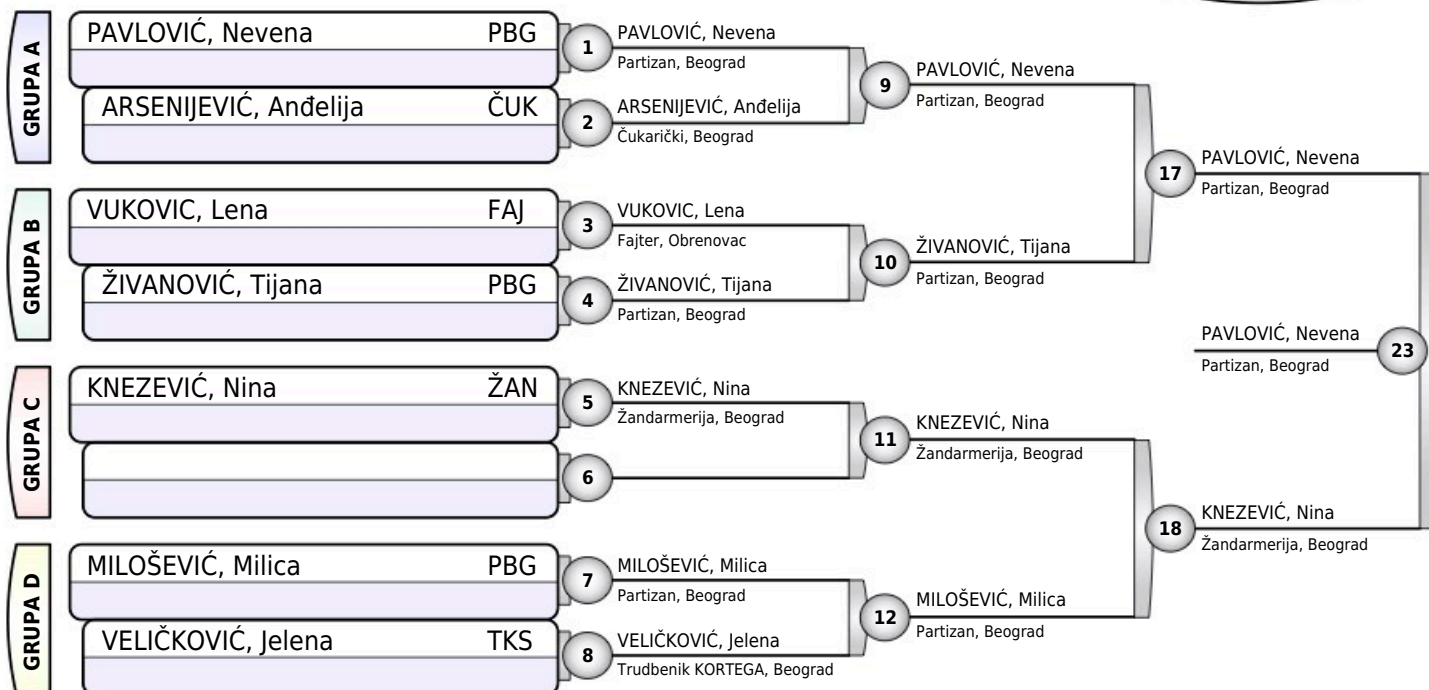 GRUPA A
PAVLOVIĆ, Nevena PBG
ARSENIJEVIĆ, Anđelija ČUK
1
PAVLOVIĆ, Nevena
Partizan, Beograd
2
ARSENIJEVIĆ, Anđelija
Čukarički, Beograd
9
PAVLOVIĆ, Nevena
Partizan, Beograd
GRUPA B
VUKOVIC, Lena FAJ
ŽIVANOVIĆ, Tijana PBG
3
VUKOVIC, Lena
Fajter, Obrenovac
4
ŽIVANOVIĆ, Tijana
Partizan, Beograd
10
ŽIVANOVIĆ, Tijana
Partizan, Beograd
17
PAVLOVIĆ, Nevena
Partizan, Beograd
GRUPA C
KNEZEVIĆ, Nina ŽAN
5
KNEZEVIĆ, Nina
Žandarmerija, Beograd
6
11
KNEZEVIĆ, Nina
Žandarmerija, Beograd
GRUPA D
MILOŠEVIĆ, Milica PBG
VELIČKOVIĆ, Jelena TKS
7
MILOŠEVIĆ, Milica
Partizan, Beograd
8
VELIČKOVIĆ, Jelena
Trudbenik KORTEGA, Beograd
12
MILOŠEVIĆ, Milica
Partizan, Beograd
18
KNEZEVIĆ, Nina
Žandarmerija, Beograd
PAVLOVIĆ, Nevena
Partizan, Beograd
23